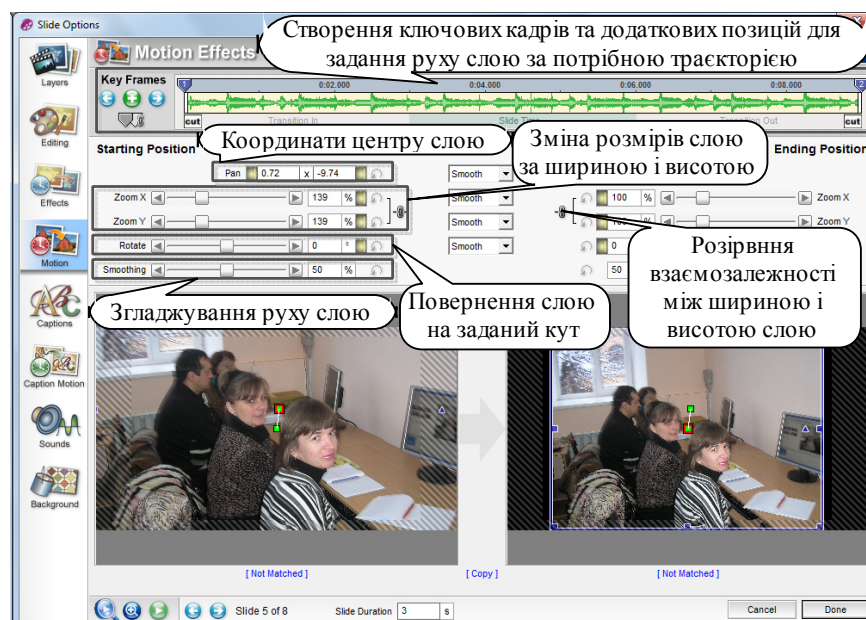 Slide Options
Створення ключових кадрів та додаткових позицій для
задання руху слою за потрібною траєкторією
Motion Effects
Layers
Key Frames
0:02.000
0:04.000
0:06.000
0:08.000
1
2
cut
Transition In
Slide Time
Transition Out
cut
Editing
Starting Position
Координати центру слою
Зміна розмірів слою
за шириною і висотою
Ending Position
Pan 0.72 x -9.74
Smooth
Effects
Zoom X 139 %
Smooth
100 % Zoom X
Zoom Y 139 %
Smooth
% Zoom Y
Rotate 0 °
Smooth
0
Motion
Smoothing 50 %
50
Розірвння
взаємозалежності
між шириною і
висотою слою
Згладжування руху слою
Повернення слою
на заданий кут
Captions
Caption Motion
Sounds
Background
[ Not Matched ]
[ Copy ]
[ Not Matched ]
Slide 5 of 8
Slide Duration 3 s
Cancel
Done